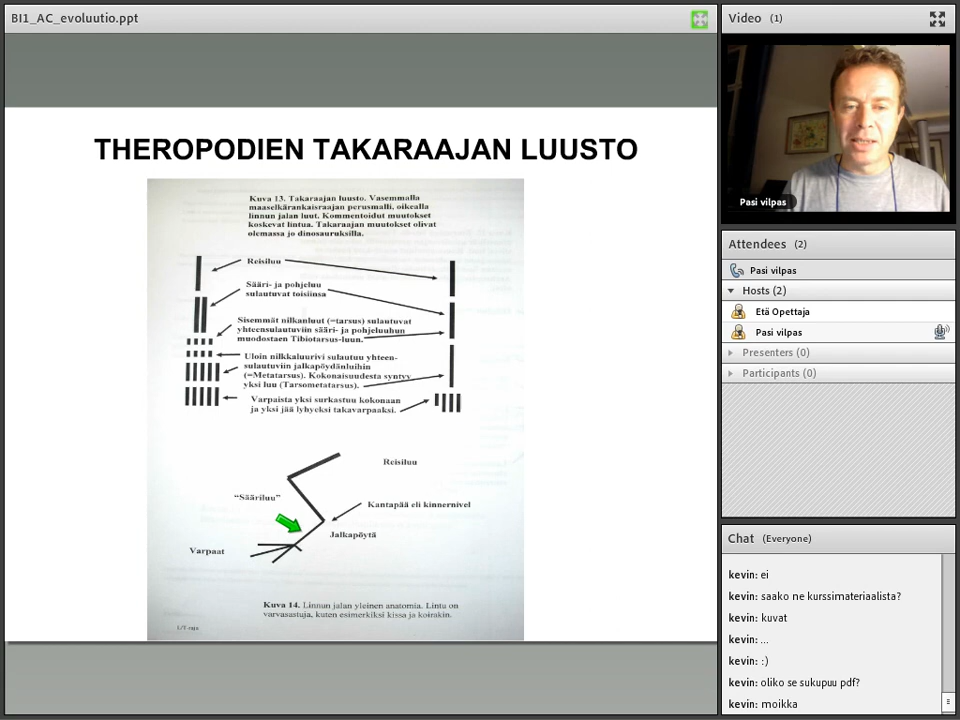 BI1_AC_evoluutio.ppt
THEROPODIEN TAKARAAJAN LUUSTO
Kuva 13. Takaraajan luusto. Vasemmalla
maaselkärankaisraajan perusmalli, oikealla
linnun jalan luut. Kommentoidut muutokset
koskevat lintua. Takaraajan muutokset olivat
olemassa jo dinosauruksilla.
Reisiluu
Sääri- ja pohjeluu
sulautuvat toisiinsa
Sisemmät nilkanluut (=tarsus) sulautuvat
yhteensulautuviin sääri- ja pohjeluuhun
muodostaen Tibiotarsus-luun.
Uloin nilkkaluurivi sulautuu yhteen-
sulautuviin jalkapöydänluihin
(=Metatarsus). Kokonaisuudesta syntyy
yksi luu (Tarsometatarsus).
Varpaista yksi surkastuu kokonaan
ja yksi jää lyhyeksi takavarpaaksi.
Reisiluu
"Sääriluu"
Kantapää eli kinnernivel
Jalkapöytä
Varpaat
Kuva 14. Linnun jalan yleinen anatomia. Lintu on
varvasastuja, kuten esimerkiksi kissa ja koirakin.
Video (1)
Pasi vilpas
Attendees (2)
Pasi vilpas
Hosts (2)
Etä Opettaja
Pasi vilpas
Presenters (0)
Participants (0)
Chat (Everyone)
kevin: ei
kevin: saako ne kurssimateriaalista?
kevin: kuvat
kevin: ...
kevin: :)
kevin: oliko se sukupuu pdf?
kevin: moikka